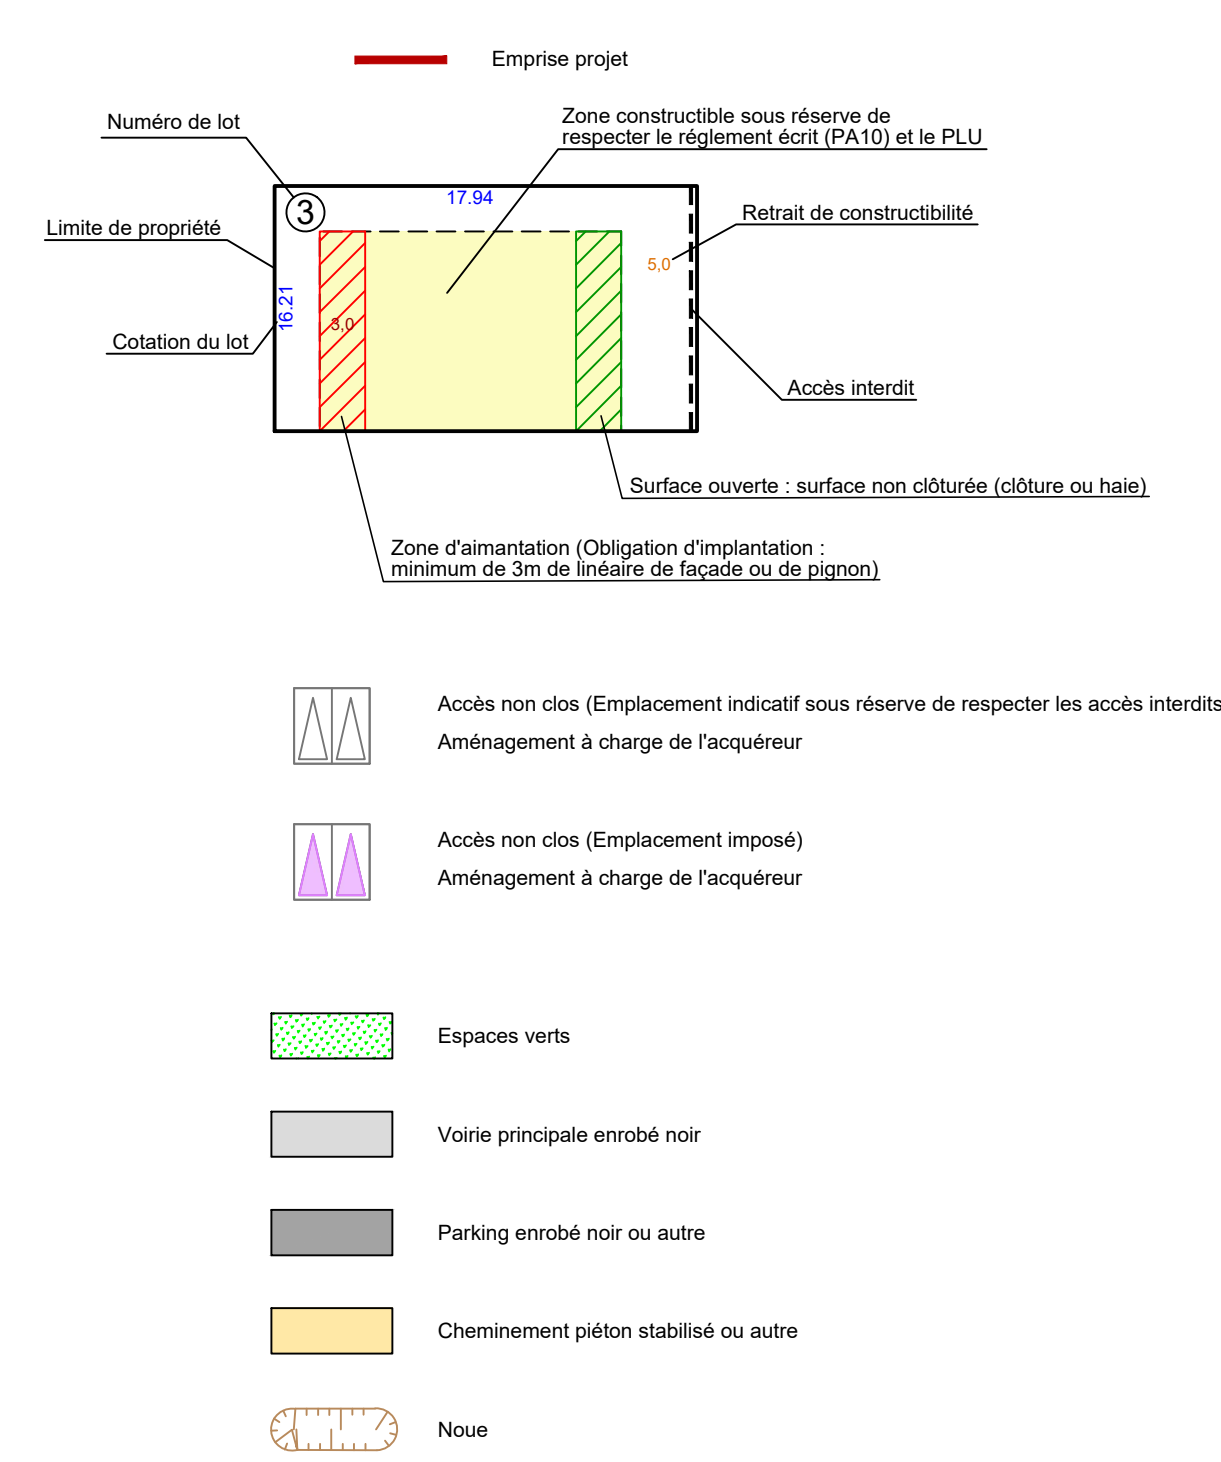 Emprise projet
Numéro de lot
Zone constructible sous réserve de
respecter le réglement écrit (PA10) et le PLU
17.94
3
Limite de propriété
Retrait de constructibilité
5,0
16.21
3,0
Cotation du lot
Accès interdit
Surface ouverte : surface non clôturée (clôture ou haie)
Zone d'aimantation (Obligation d'implantation :
minimum de 3m de linéaire de façade ou de pignon)
Accès non clos (Emplacement indicatif sous réserve de respecter les accès interdits
Aménagement à charge de l'acquéreur
Accès non clos (Emplacement imposé)
Aménagement à charge de l'acquéreur
Espaces verts
Voirie principale enrobé noir
Parking enrobé noir ou autre
Cheminement piéton stabilisé ou autre
Noue